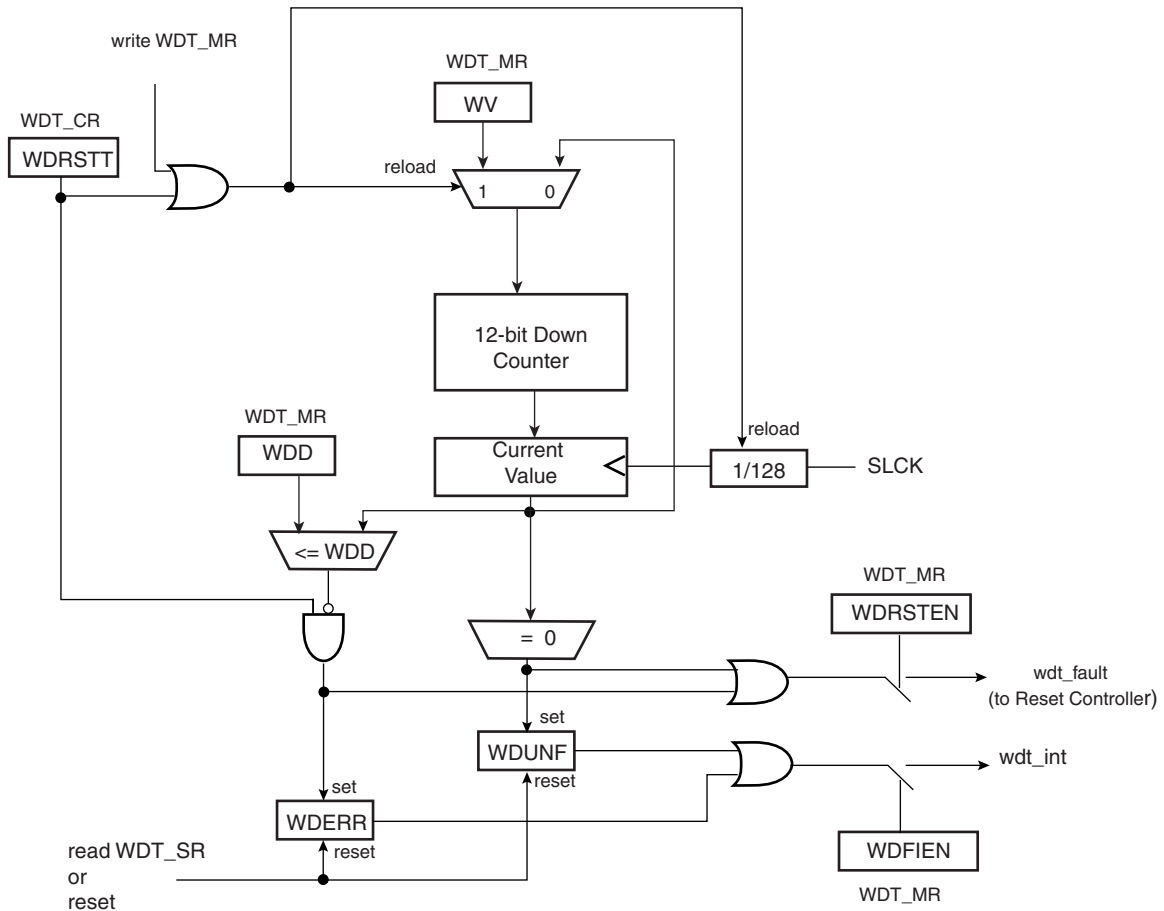 write WDT_MR
WDT_MR
WV
WDT_CR
WDRSTT
reload
1 0
12-bit Down
Counter
WDT_MR
WDD
Current
Value
reload
1/128
SLCK
<= WDD
= 0
WDT_MR
WDRSTEN
wdt_fault
(to Reset Controller)
set
WDUNF
reset
wdt_int
set
WDERR
reset
read WDT_SR
or
reset
WDFIEN
WDT_MR